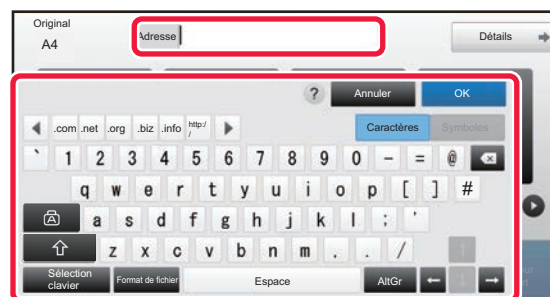 Original
A4
Adresse
Détails
?
Annuler
OK
.com .net .org .biz .info http:/
/
Caractères
Symboles
` 1 2 3 4 5 6 7 8 9 0 - = @
q w e r t y u i o p [ ] #
a s d f g h j k l ; '
z x c v b n m , . /
Sélection
clavier
Format de fichier
Espace
AltGr